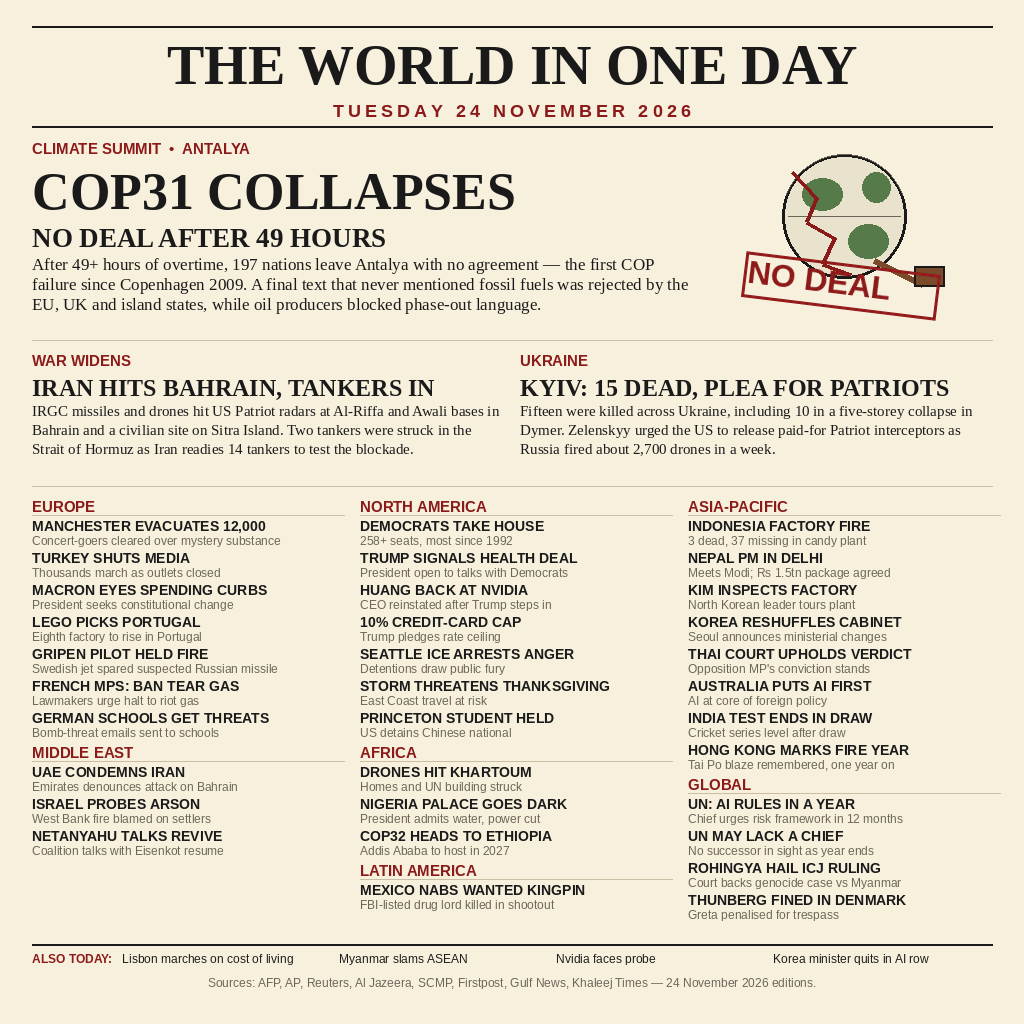 THE WORLD IN ONE DAY
TUESDAY 24 NOVEMBER 2026
CLIMATE SUMMIT • ANTALYA
COP31 COLLAPSES
NO DEAL AFTER 49 HOURS
After 49+ hours of overtime, 197 nations leave Antalya with no agreement — the first COP
failure since Copenhagen 2009. A final text that never mentioned fossil fuels was rejected by the
EU, UK and island states, while oil producers blocked phase-out language.
NO DEAL
WAR WIDENS
IRAN HITS BAHRAIN, TANKERS IN
IRGC missiles and drones hit US Patriot radars at Al-Riffa and Awali bases in
Bahrain and a civilian site on Sitra Island. Two tankers were struck in the
Strait of Hormuz as Iran readies 14 tankers to test the blockade.
UKRAINE
KYIV: 15 DEAD, PLEA FOR PATRIOTS
Fifteen were killed across Ukraine, including 10 in a five-storey collapse in
Dymer. Zelenskyy urged the US to release paid-for Patriot interceptors as
Russia fired about 2,700 drones in a week.
EUROPE
MANCHESTER EVACUATES 12,000
Concert-goers cleared over mystery substance
TURKEY SHUTS MEDIA
Thousands march as outlets closed
MACRON EYES SPENDING CURBS
President seeks constitutional change
LEGO PICKS PORTUGAL
Eighth factory to rise in Portugal
GRIPEN PILOT HELD FIRE
Swedish jet spared suspected Russian missile
FRENCH MPS: BAN TEAR GAS
Lawmakers urge halt to riot gas
GERMAN SCHOOLS GET THREATS
Bomb-threat emails sent to schools
MIDDLE EAST
UAE CONDEMNS IRAN
Emirates denounces attack on Bahrain
ISRAEL PROBES ARSON
West Bank fire blamed on settlers
NETANYAHU TALKS REVIVE
Coalition talks with Eisenkot resume
NORTH AMERICA
DEMOCRATS TAKE HOUSE
258+ seats, most since 1992
TRUMP SIGNALS HEALTH DEAL
President open to talks with Democrats
HUANG BACK AT NVIDIA
CEO reinstated after Trump steps in
10% CREDIT-CARD CAP
Trump pledges rate ceiling
SEATTLE ICE ARRESTS ANGER
Detentions draw public fury
STORM THREATENS THANKSGIVING
East Coast travel at risk
PRINCETON STUDENT HELD
US detains Chinese national
AFRICA
DRONES HIT KHARTOUM
Homes and UN building struck
NIGERIA PALACE GOES DARK
President admits water, power cut
COP32 HEADS TO ETHIOPIA
Addis Ababa to host in 2027
LATIN AMERICA
MEXICO NABS WANTED KINGPIN
FBI-listed drug lord killed in shootout
ASIA-PACIFIC
INDONESIA FACTORY FIRE
3 dead, 37 missing in candy plant
NEPAL PM IN DELHI
Meets Modi; Rs 1.5tn package agreed
KIM INSPECTS FACTORY
North Korean leader tours plant
KOREA RESHUFFLES CABINET
Seoul announces ministerial changes
THAI COURT UPHOLDS VERDICT
Opposition MP's conviction stands
AUSTRALIA PUTS AI FIRST
AI at core of foreign policy
INDIA TEST ENDS IN DRAW
Cricket series level after draw
HONG KONG MARKS FIRE YEAR
Tai Po blaze remembered, one year on
GLOBAL
UN: AI RULES IN A YEAR
Chief urges risk framework in 12 months
UN MAY LACK A CHIEF
No successor in sight as year ends
ROHINGYA HAIL ICJ RULING
Court backs genocide case vs Myanmar
THUNBERG FINED IN DENMARK
Greta penalised for trespass
ALSO TODAY: Lisbon marches on cost of living Myanmar slams ASEAN Nvidia faces probe Korea minister quits in AI row
Sources: AFP, AP, Reuters, Al Jazeera, SCMP, Firstpost, Gulf News, Khaleej Times — 24 November 2026 editions.